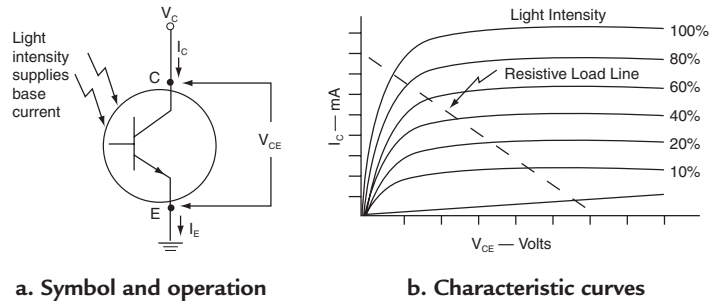 V_C
Light
intensity
supplies
base
current
I_C
C
V_CE
E
I_E
a. Symbol and operation
Light Intensity
100%
80%
Resistive Load Line
60%
40%
20%
10%
I_C — mA
V_CE — Volts
b. Characteristic curves